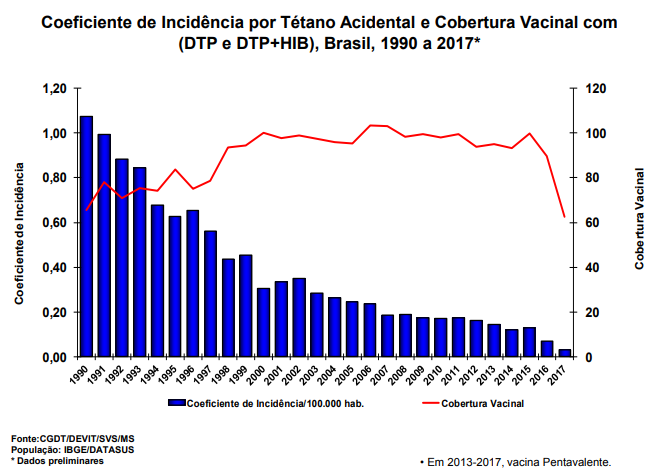 Coeficiente de Incidência por Tétano Acidental e Cobertura Vacinal com
(DTP e DTP+HIB), Brasil, 1990 a 2017*
1,20
1,00
0,80
0,60
0,40
0,20
0,00
Coeficiente de Incidência
120
100
80
60
40
20
0
Cobertura Vacinal
1990 1991 1992 1993 1994 1995 1996 1997 1998 1999 2000 2001 2002 2003 2004 2005 2006 2007 2008 2009 2010 2011 2012 2013 2014 2015 2016 2017
Coeficiente de Incidência/100.000 hab. Cobertura Vacinal
Fonte:CGDT/DEVIT/SVS/MS
População: IBGE/DATASUS
* Dados preliminares
• Em 2013-2017, vacina Pentavalente.